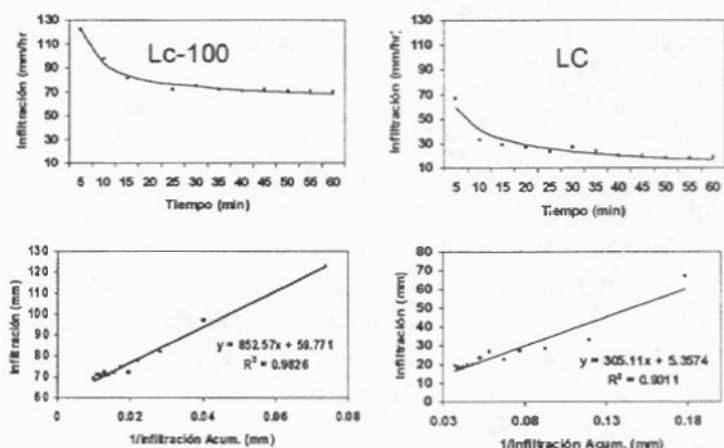 Infiltración (mm/hr)
130
110
90
70
50
30
10
Lc-100
5 10 15 20 25 30 35 40 45 50 55 60
Tiempo (min)
Infiltración (mm/hr)
130
110
90
70
50
30
10
LC
5 10 15 20 25 30 35 40 45 50 55 60
Tiempo (min)
Infiltración (mm)
130
120
110
100
90
80
70
60
y = 852.57x +
R² = 0.9826
0 0.02 0.04 0.06 0.08
1/Infiltración Acum. (mm)
Infiltración (mm)
80
70
60
50
40
30
20
10
0
y = 305.11x + 5.3574
R² =
0.03 0.08 0.13 0.18
1/Infiltración Acum. (mm)